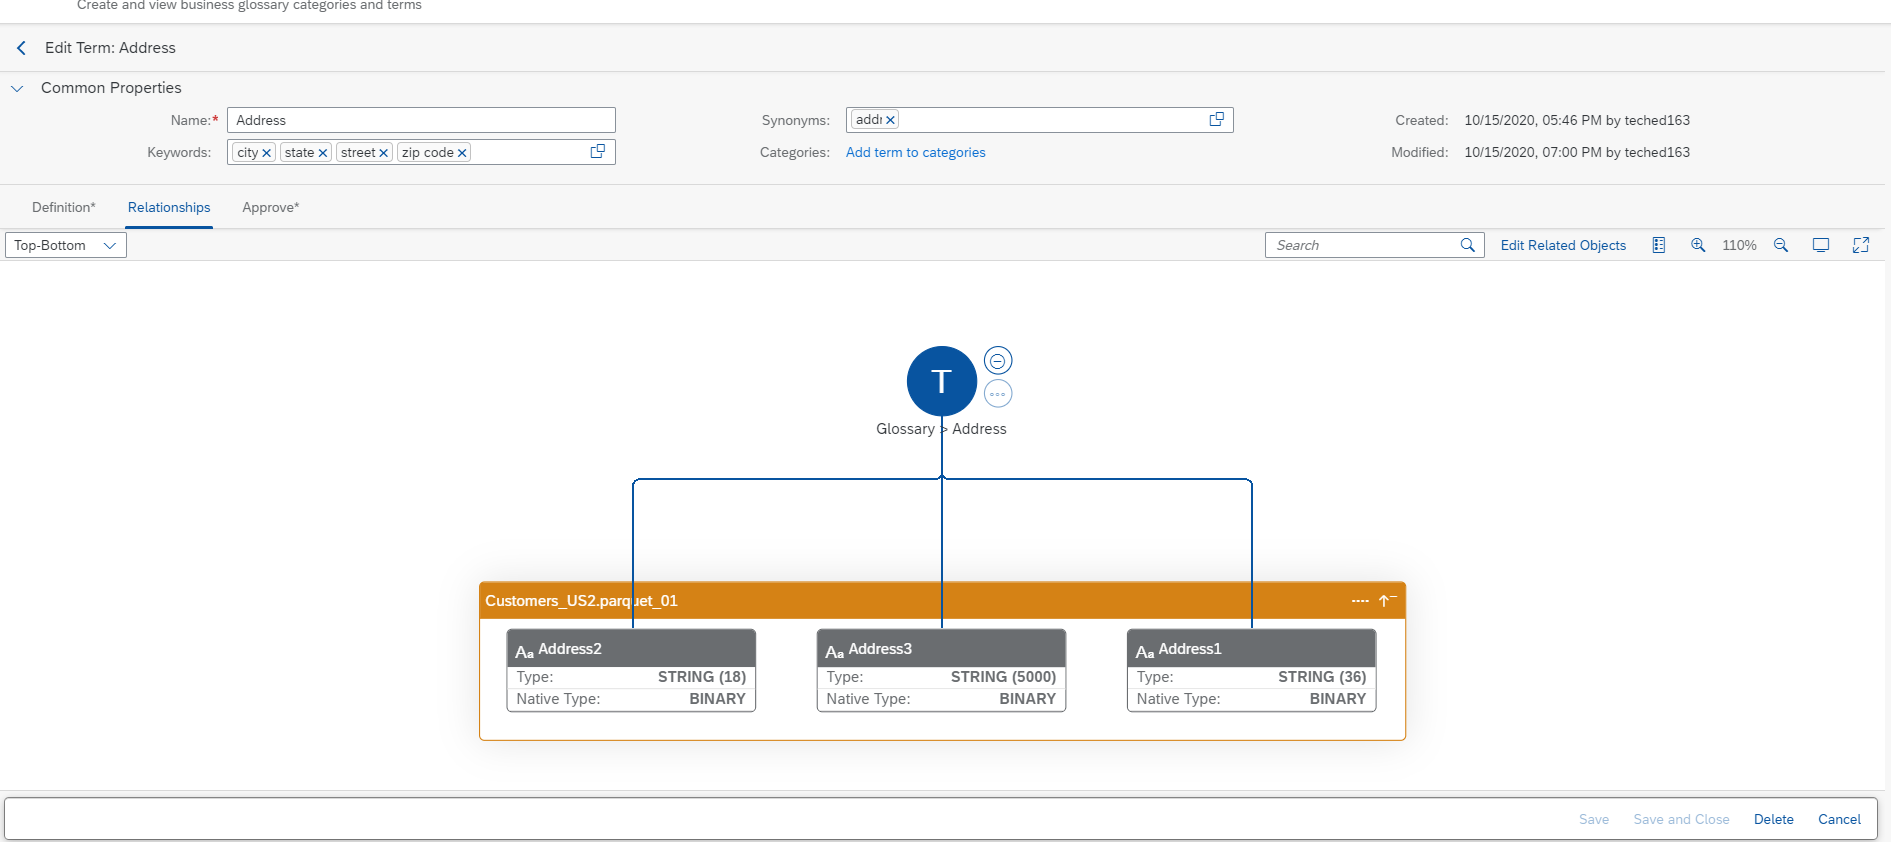 Create and view business glossary categories and terms
Edit Term: Address
Common Properties
Name:* Address
Synonyms: addr
Created: 10/15/2020, 05:46 PM by teched163
Keywords: city state street zip code
Categories: Add term to categories
Modified: 10/15/2020, 07:00 PM by teched163
Definition* Relationships Approve*
Top-Bottom Search Edit Related Objects 110%
T
Glossary > Address
Customers_US2.parquet_01
Aa Address2
Type: STRING (18)
Native Type: BINARY
Aa Address3
Type: STRING (5000)
Native Type: BINARY
Aa Address1
Type: STRING (36)
Native Type: BINARY
Save Save and Close Delete Cancel